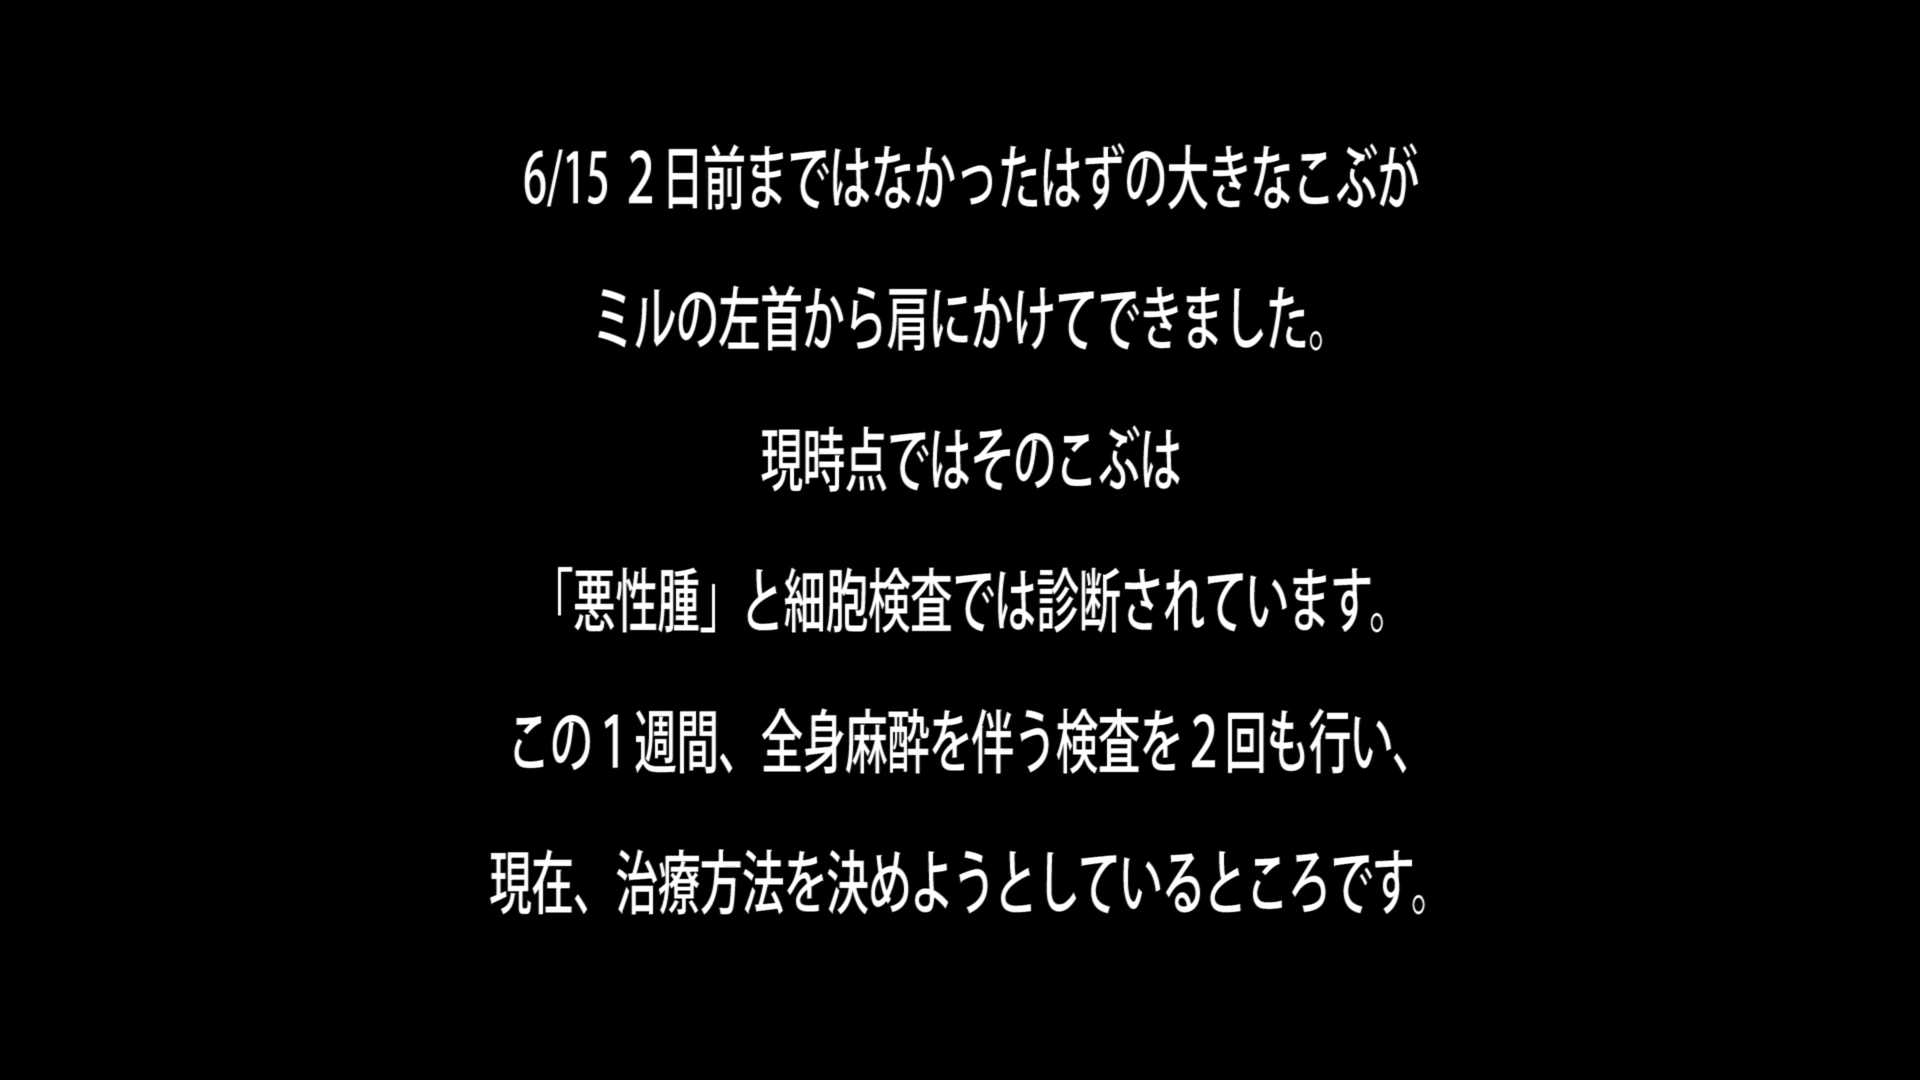 6/15 ２日前まではなかったはずの大きなこぶが
ミルの左首から肩にかけてできました。
現時点ではそのこぶは
「悪性腫」と細胞検査では診断されています。
この１週間、全身麻酔を伴う検査を２回も行い、
現在、治療方法を決めようとしているところです。